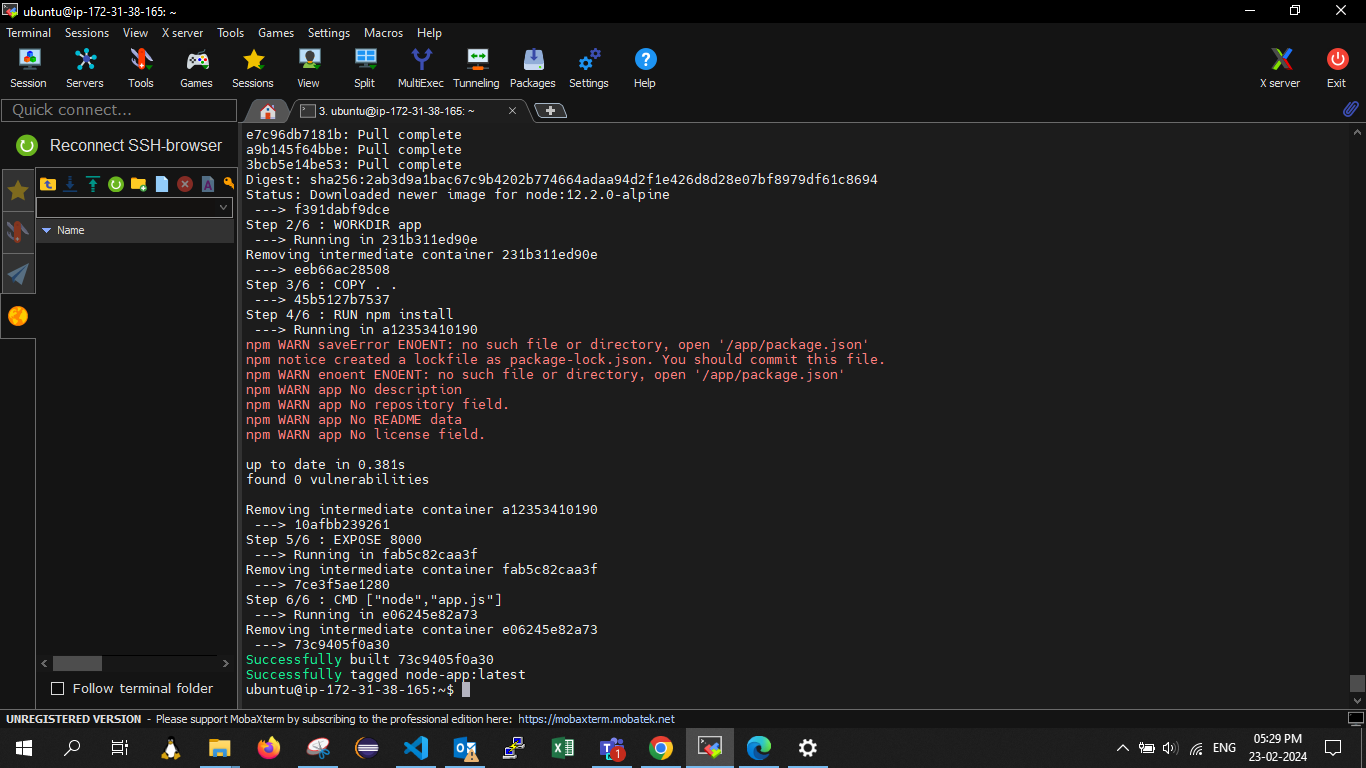 ubuntu@ip-172-31-38-165: ~
Terminal Sessions View X server Tools Games Settings Macros Help
Session Servers Tools Games Sessions View Split MultiExec Tunneling Packages Settings Help X server Exit
Quick connect...
3. ubuntu@ip-172-31-38-165: ~
Reconnect SSH-browser
Name
Follow terminal folder
e7c96db7181b: Pull complete
a9b145f64bbe: Pull complete
3bcb5e14be53: Pull complete
Digest: sha256:2ab3d9a1bac67c9b4202b774664adaa94d2f1e426d8d28e07bf8979df61c8694
Status: Downloaded newer image for node:12.2.0-alpine
 ---> f391dabf9dce
Step 2/6 : WORKDIR app
 ---> Running in 231b311ed90e
Removing intermediate container 231b311ed90e
 ---> eeb66ac28508
Step 3/6 : COPY . .
 ---> 45b5127b7537
Step 4/6 : RUN npm install
 ---> Running in a12353410190
npm WARN saveError ENOENT: no such file or directory, open '/app/package.json'
npm notice created a lockfile as package-lock.json. You should commit this file.
npm WARN enoent ENOENT: no such file or directory, open '/app/package.json'
npm WARN app No description
npm WARN app No repository field.
npm WARN app No README data
npm WARN app No license field.
up to date in 0.381s
found 0 vulnerabilities
Removing intermediate container a12353410190
 ---> 10afbb239261
Step 5/6 : EXPOSE 8000
 ---> Running in fab5c82caa3f
Removing intermediate container fab5c82caa3f
 ---> 7ce3f5ae1280
Step 6/6 : CMD ["node","app.js"]
 ---> Running in e06245e82a73
Removing intermediate container e06245e82a73
 ---> 73c9405f0a30
Successfully built 73c9405f0a30
Successfully tagged node-app:latest
ubuntu@ip-172-31-38-165:~$
UNREGISTERED VERSION - Please support MobaXterm by subscribing to the professional edition here: https://mobaxterm.mobatek.net
1
ENG
05:29 PM
23-02-2024